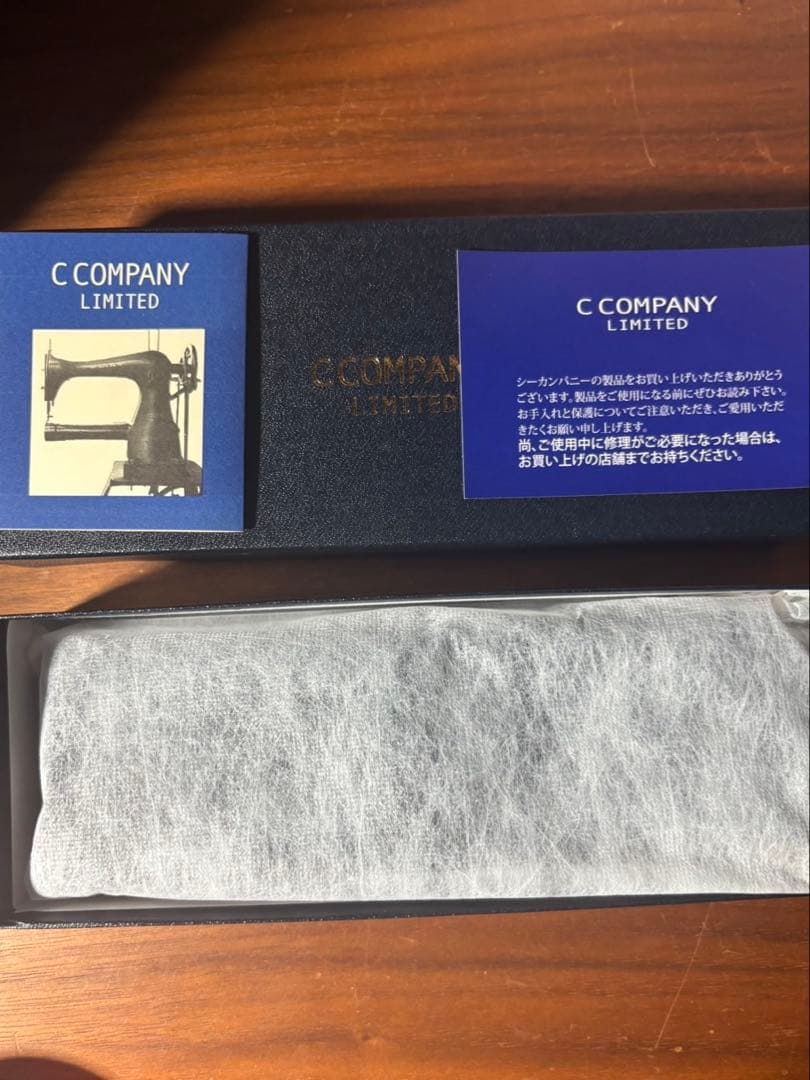 C COMPANY
LIMITED
C COMPAN
LIMITED
C COMPANY
LIMITED
シーカンパニーの製品をお買い上げいただきありがとう
ございます。製品をご使用になる前にぜひお読み下さい。
お手入れと保護についてご注意いただき、ご愛用いただ
きたくお願い申し上げます。
尚、ご使用中に修理がご必要になった場合は、
お買い上げの店舗までお持ちください。